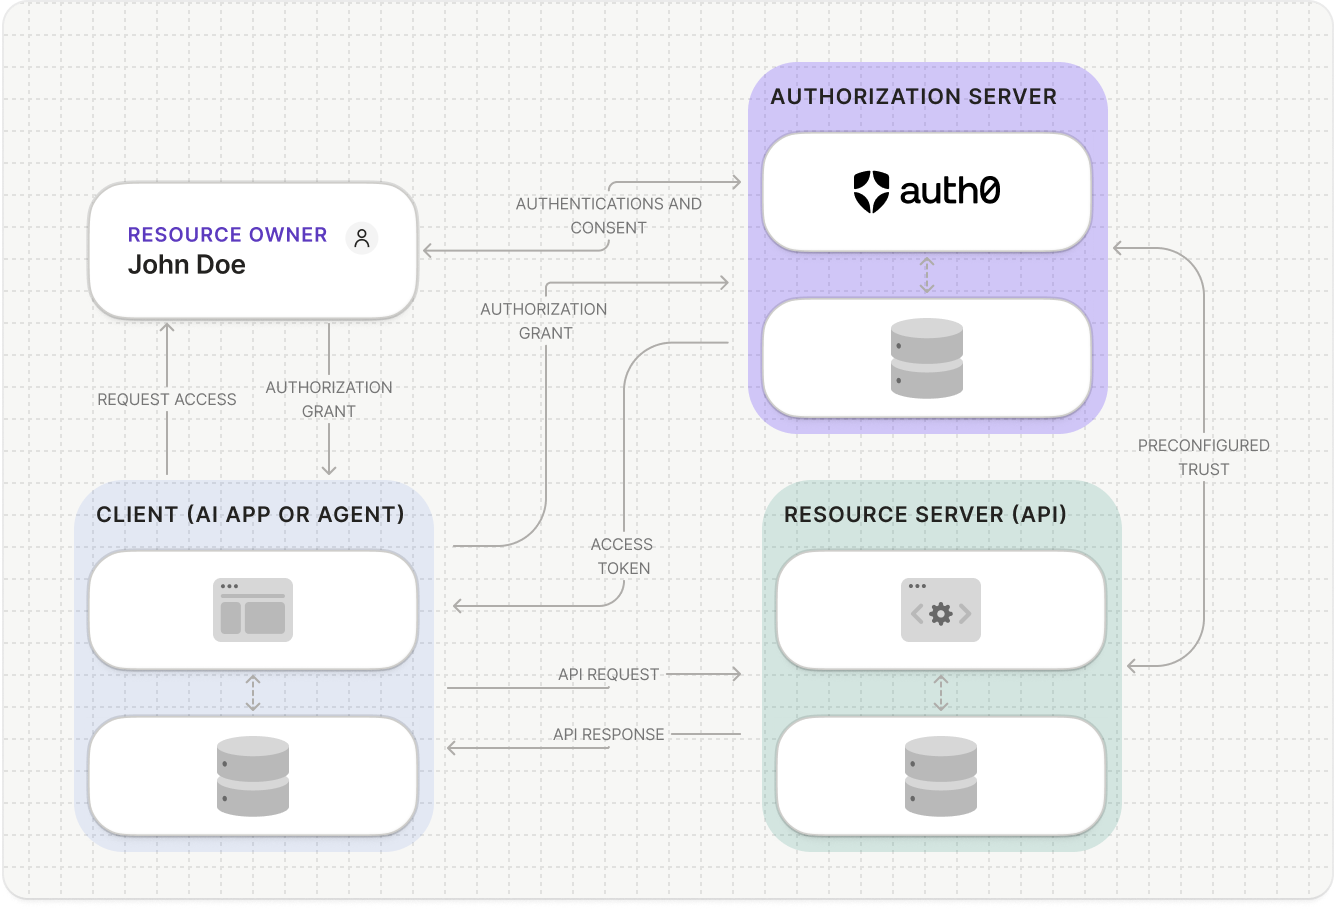 AUTHORIZATION SERVER
auth0
AUTHENTICATIONS AND
CONSENT
RESOURCE OWNER
John Doe
AUTHORIZATION
GRANT
REQUEST ACCESS
AUTHORIZATION
GRANT
PRECONFIGURED
TRUST
CLIENT (AI APP OR AGENT)
RESOURCE SERVER (API)
ACCESS
TOKEN
API REQUEST
API RESPONSE